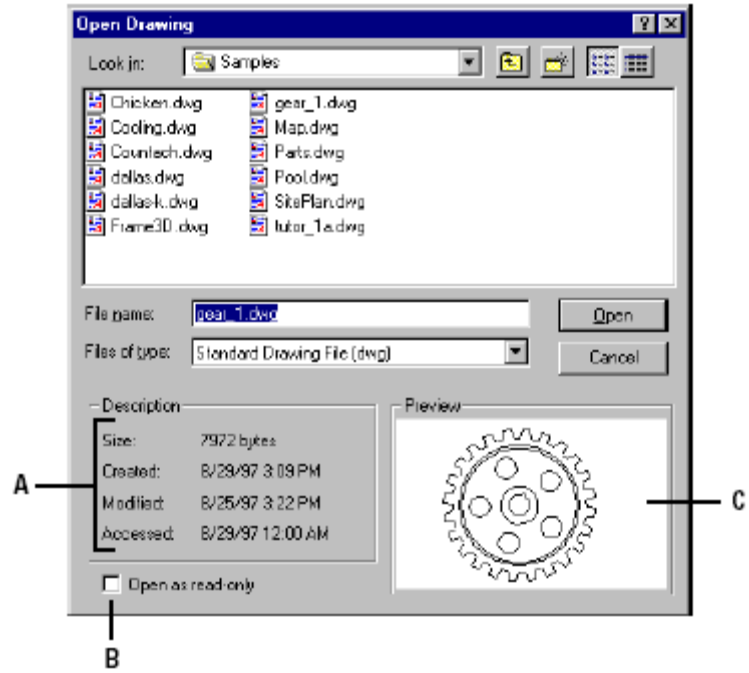 Open Drawing
Look in: Samples
Chicken.dwg gear_1.dwg
Cooling.dwg Map.dwg
Countach.dwg Parts.dwg
dallas.dwg Pool.dwg
dallas-k.dwg SitePlan.dwg
Frame3D.dwg tutor_1a.dwg
File name: gear_1.dwg Open
Files of type: Standard Drawing File (dwg) Cancel
Description Preview
Size: 7972 bytes
Created: 8/29/97 3:09 PM
A Modified: 8/25/97 3:22 PM C
Accessed: 8/29/97 12:00 AM
Open as read-only
B